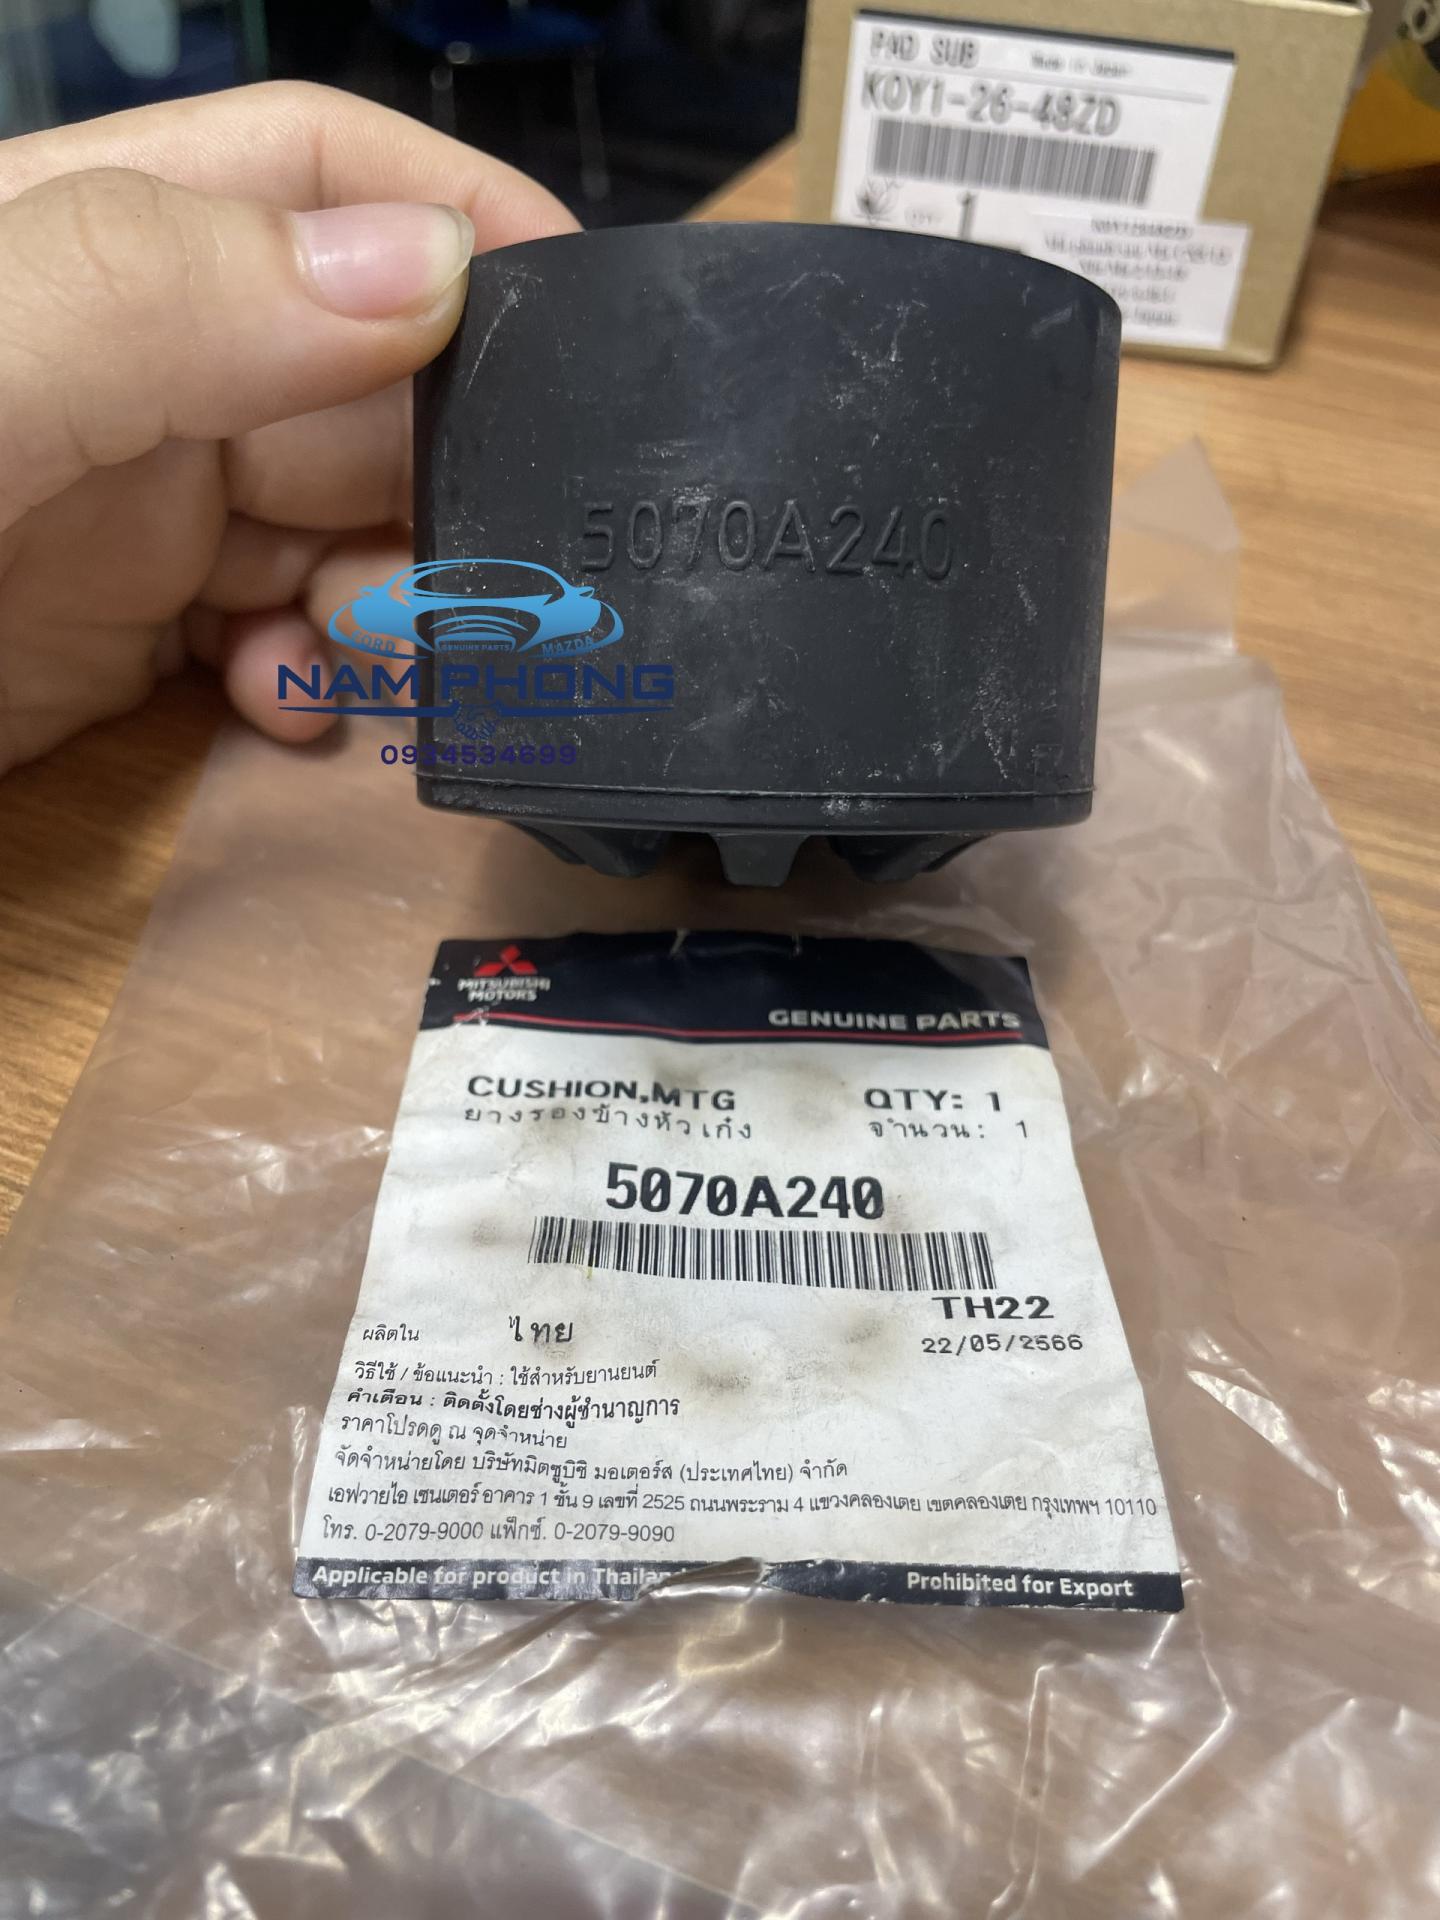 PAD SUB Made in Japan
K0Y1-26-48ZD
QTY: 1
5070A240
FORD GENUINE PARTS MAZDA
NAM PHONG
0934534699
MITSUBISHI
MOTORS
GENUINE PARTS
CUSHION,MTG QTY: 1
ยางรองข้างหัวเก๋ง จำนวน: 1
5070A240
TH22
ผลิตใน ไทย 22/05/2566
วิธีใช้ / ข้อแนะนำ : ใช้สำหรับยานยนต์
คำเตือน : ติดตั้งโดยช่างผู้ชำนาญการ
ราคาโปรดดู ณ จุดจำหน่าย
จัดจำหน่ายโดย บริษัทมิตซูบิชิ มอเตอร์ส (ประเทศไทย) จำกัด
เอฟวายไอ เซนเตอร์ อาคาร 1 ชั้น 9 เลขที่ 2525 ถนนพระราม 4 แขวงคลองเตย เขตคลองเตย กรุงเทพฯ 10110
โทร. 0-2079-9000 แฟ็กซ์. 0-2079-9090
Applicable for product in Thailand Prohibited for Export